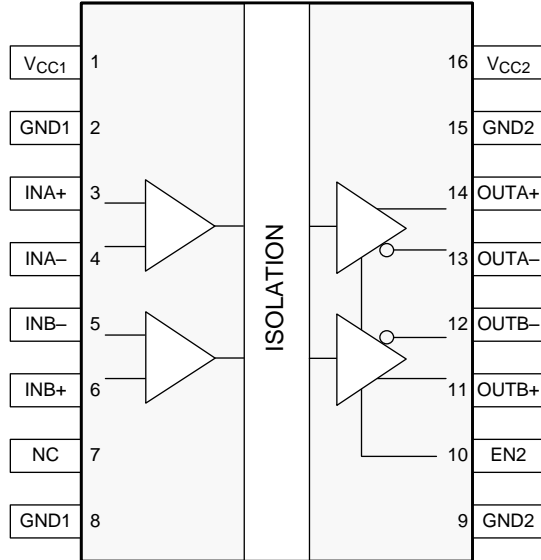 VCC1 1 16 VCC2
GND1 2 15 GND2
INA+ 3 14 OUTA+
INA– 4 13 OUTA–
INB– 5 12 OUTB–
INB+ 6 11 OUTB+
NC 7 10 EN2
GND1 8 9 GND2
ISOLATION